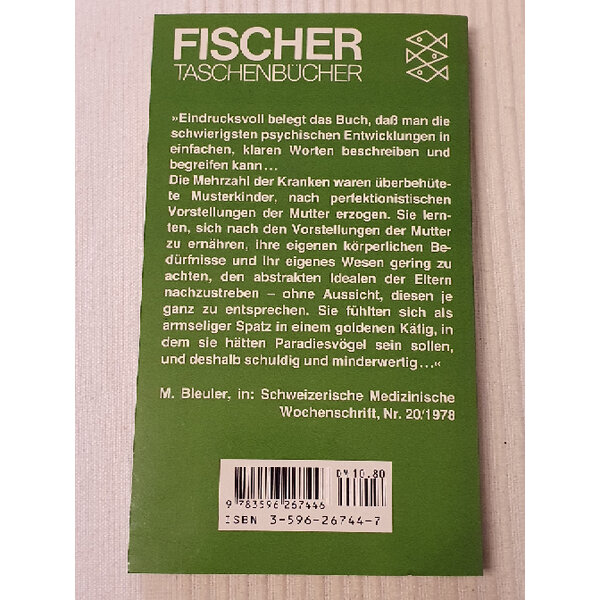 FISCHER
TASCHENBÜCHER
»Eindrucksvoll belegt das Buch, daß man die
schwierigsten psychischen Entwicklungen in
einfachen, klaren Worten beschreiben und
begreifen kann...
Die Mehrzahl der Kranken waren überbehüte-
te Musterkinder, nach perfektionistischen
Vorstellungen der Mutter erzogen. Sie lern-
ten, sich nach den Vorstellungen der Mutter
zu ernähren, ihre eigenen körperlichen Be-
dürfnisse und ihr eigenes Wesen gering zu
achten, den abstrakten Idealen der Eltern
nachzustreben – ohne Aussicht, diesen je
ganz zu entsprechen. Sie fühlten sich als
armseliger Spatz in einem goldenen Käfig, in
dem sie hätten Paradiesvögel sein sollen,
und deshalb schuldig und minderwertig...«
M. Bleuler, in: Schweizerische Medizinische
Wochenschrift, Nr. 20/1978
DM 10.80
9 783596 267446
ISBN 3-596-26744-7